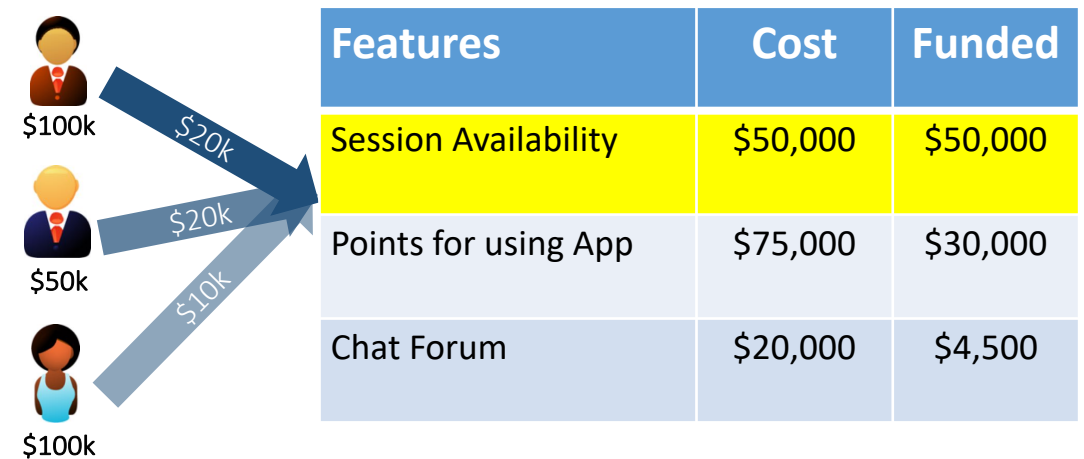 $100k
$20k
$50k
$20k
$100k
$10k
Features Cost Funded
Session Availability $50,000 $50,000
Points for using App $75,000 $30,000
Chat Forum $20,000 $4,500